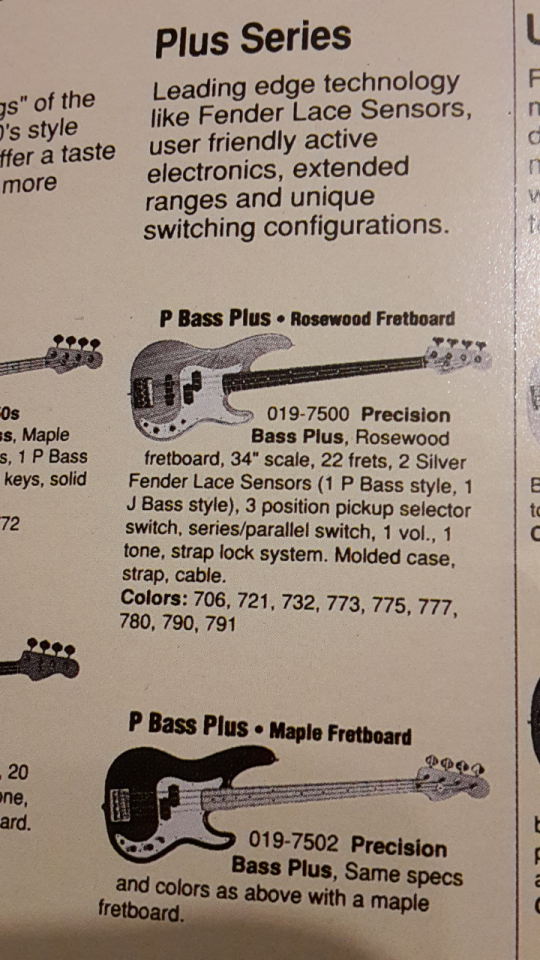 Plus Series
Leading edge technology
like Fender Lace Sensors,
user friendly active
electronics, extended
ranges and unique
switching configurations.
gs" of the
0's style
ffer a taste
more
P Bass Plus • Rosewood Fretboard
019-7500 Precision
Bass Plus, Rosewood
fretboard, 34" scale, 22 frets, 2 Silver
Fender Lace Sensors (1 P Bass style, 1
J Bass style), 3 position pickup selector
switch, series/parallel switch, 1 vol., 1
tone, strap lock system. Molded case,
strap, cable.
Colors: 706, 721, 732, 773, 775, 777,
780, 790, 791
50s
ss, Maple
s, 1 P Bass
keys, solid
72
P Bass Plus • Maple Fretboard
019-7502 Precision
Bass Plus, Same specs
and colors as above with a maple
fretboard.
, 20
one,
ard.